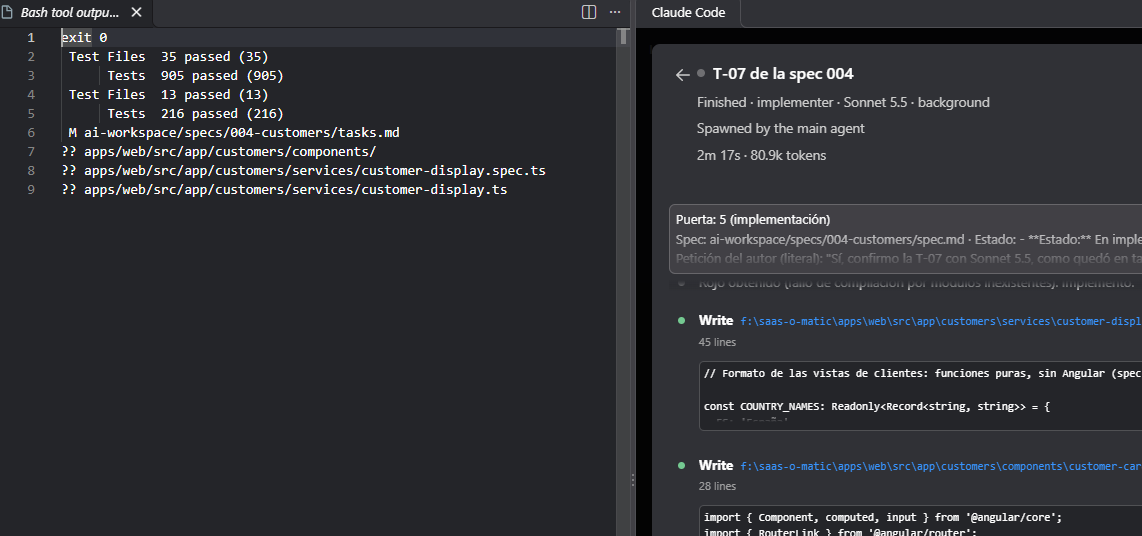 Bash tool outpu...
1 exit 0
2 Test Files 35 passed (35)
3 Tests 905 passed (905)
4 Test Files 13 passed (13)
5 Tests 216 passed (216)
6 M ai-workspace/specs/004-customers/tasks.md
7 ?? apps/web/src/app/customers/components/
8 ?? apps/web/src/app/customers/services/customer-display.spec.ts
9 ?? apps/web/src/app/customers/services/customer-display.ts
Claude Code
T-07 de la spec 004
Finished · implementer · Sonnet 5.5 · background
Spawned by the main agent
2m 17s · 80.9k tokens
Puerta: 5 (implementación)
Spec: ai-workspace/specs/004-customers/spec.md · Estado: - **Estado:** En imple
Petición del autor (literal): "Sí, confirmo la T-07 con Sonnet 5.5, como quedó en ta
Rojo obtenido (fallo de compilación por módulos inexistentes). Implemento.
Write f:\saas-o-matic\apps\web\src\app\customers\services\customer-displ
45 lines
// Formato de las vistas de clientes: funciones puras, sin Angular (spec
const COUNTRY_NAMES: Readonly<Record<string, string>> = {
Write f:\saas-o-matic\apps\web\src\app\customers\components\customer-car
28 lines
import { Component, computed, input } from '@angular/core';
import { RouterLink } from '@angular/router';